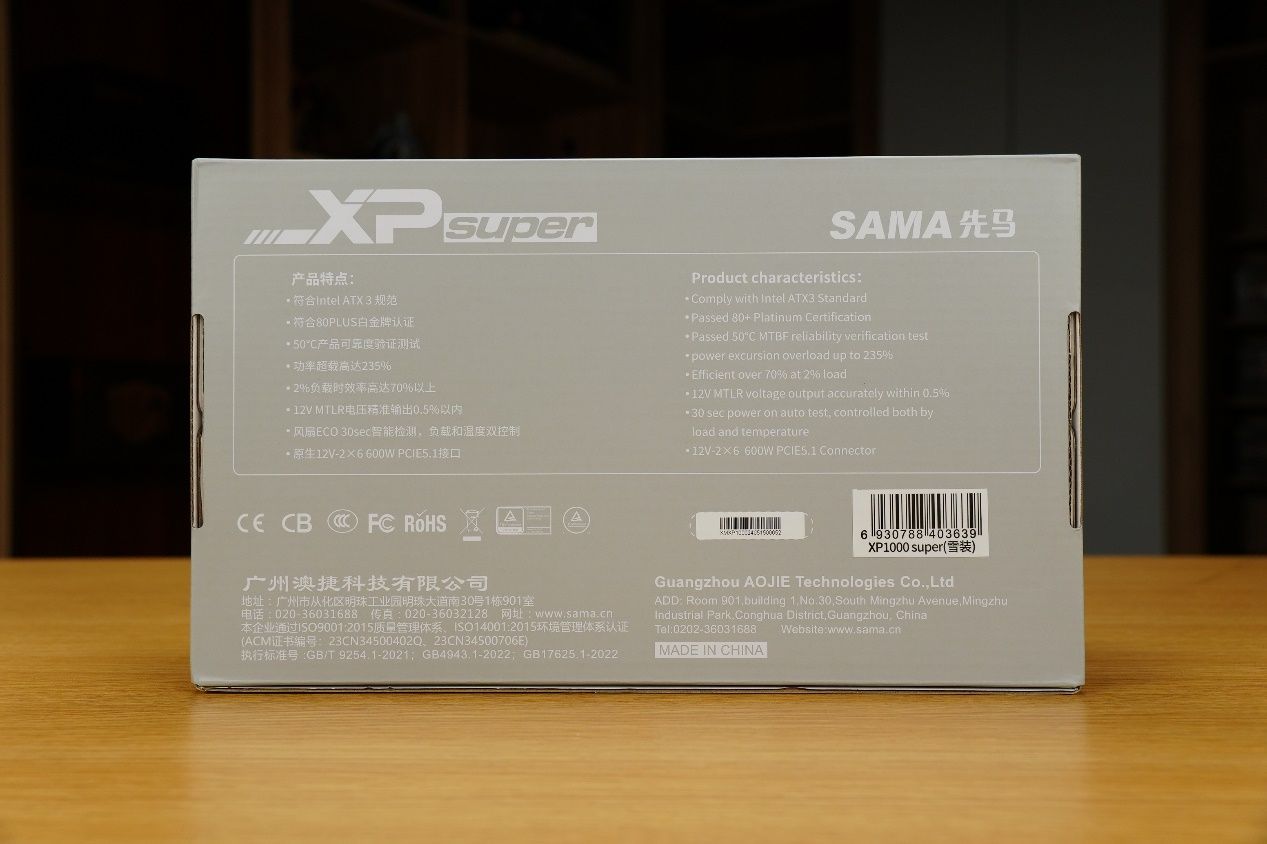 XP super
SAMA 先马
产品特点：
•符合Intel ATX 3 规范
•符合80PLUS白金牌认证
•50°C产品可靠度验证测试
•功率超载高达235%
•2%负载时效率高达70%以上
•12V MTLR电压精准输出0.5%以内
•风扇ECO 30sec智能检测，负载和温度双控制
•原生12V-2×6 600W PCIE5.1接口
Product characteristics：
•Comply with Intel ATX3 Standard
•Passed 80+ Platinum Certification
•Passed 50°C MTBF reliability verification test
•power excursion overload up to 235%
•Efficient over 70% at 2% load
•12V MTLR voltage output accurately within 0.5%
•30 sec power on auto test, controlled both by
load and temperature
•12V-2×6 600W PCIE5.1 Connector
CE CB CCC FC RoHS
6 930788 403639
XP1000 super(雪装)
广州澳捷科技有限公司
地址：广州市从化区明珠工业园明珠大道南30号1栋901室
电话：020-36031688 传真：020-36032128 网址：www.sama.cn
本企业通过ISO9001:2015质量管理体系、ISO14001:2015环境管理体系认证
(ACM证书编号：23CN34500402Q、23CN34500706E)
执行标准号:GB/T 9254.1-2021；GB4943.1-2022；GB17625.1-2022
Guangzhou AOJIE Technologies Co.,Ltd
ADD: Room 901,building 1,No.30,South Mingzhu Avenue,Mingzhu
Industrial Park.Conghua District,Guangzhou, China
Tel:0202-36031688 Website:www.sama.cn
MADE IN CHINA